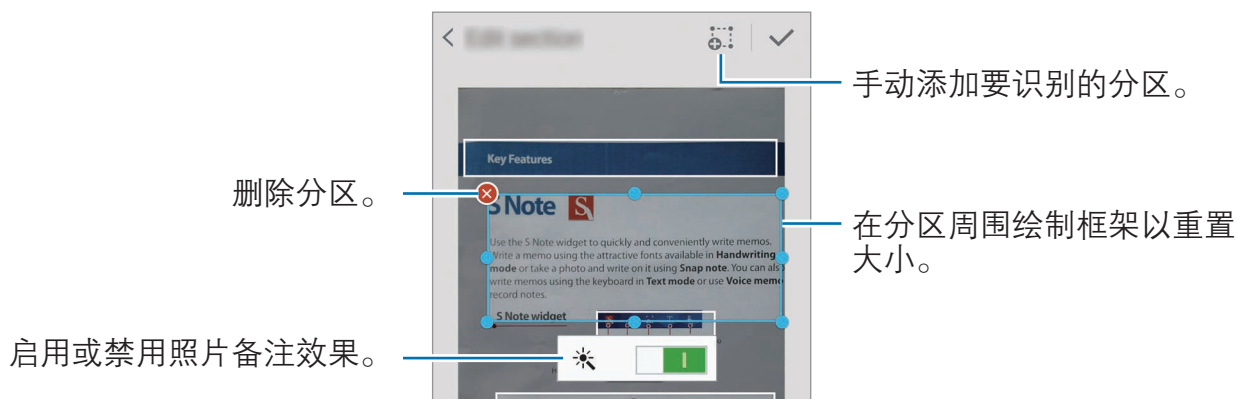 Edit section
手动添加要识别的分区。
Key Features
删除分区。
S Note
在分区周围绘制框架以重置
大小。
Use the S Note widget to quickly and conveniently write memos.
Write a memo using the attractive fonts available in Handwriting
mode or take a photo and write on it using Snap note. You can also
write memos using the keyboard in Text mode or use Voice memo
record notes.
S Note widget
启用或禁用照片备注效果。